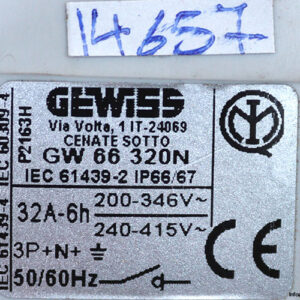 14657
GEWISS
Via Volta, 1 IT-24069
CENATE SOTTO
GW 66 320N
IEC 61439-2 IP66/67
32A-6h
200-346V~
240-415V~
3P+N+⏚
50/60Hz
CE
P2163H
IEC 61439-4 IEC 60309-4